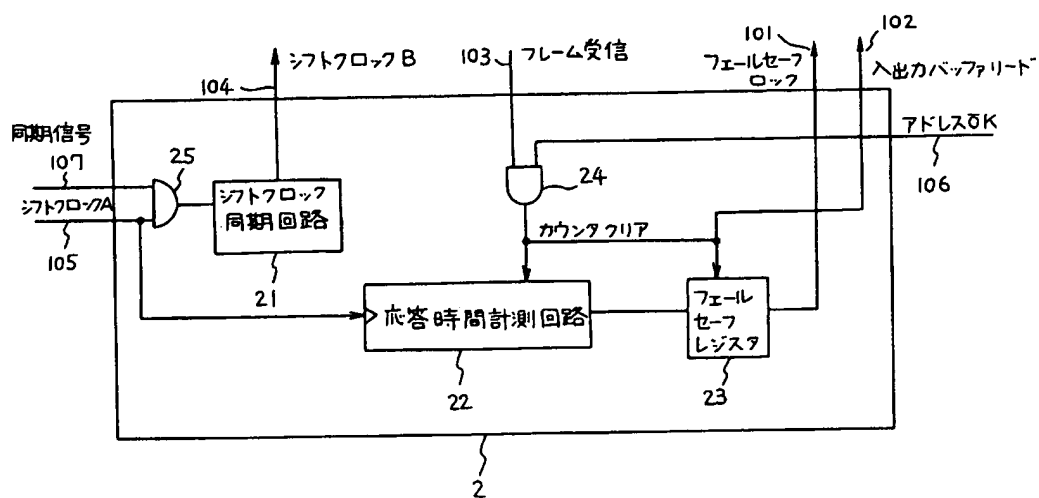 101
102
シフトクロックB
103
フレーム受信
フェールセーフ
ロック
入出力バッファリード
104
同期信号
107
25
シフトクロックA
105
シフトクロック
同期回路
21
24
アドレスOK
106
カウンタクリア
応答時間計測回路
22
フェール
セーフ
レジスタ
23
2